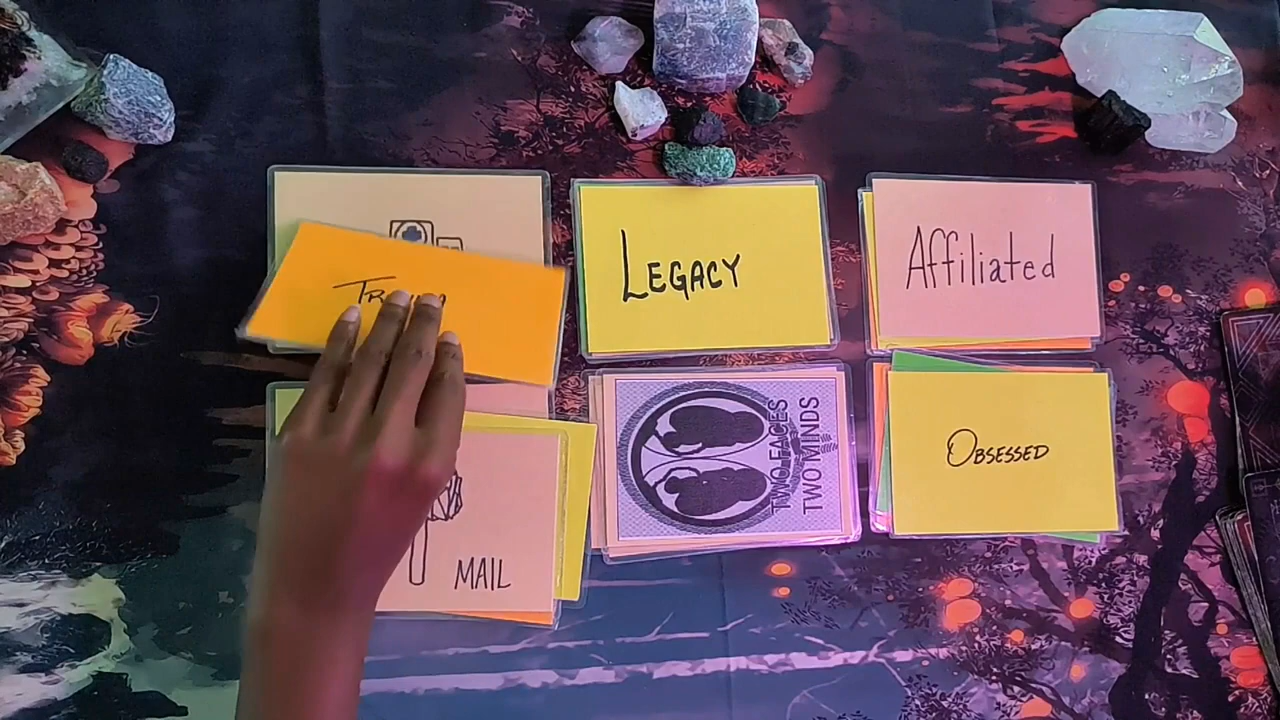 LEGACY
Affiliated
MAIL
TWO FACES
TWO MINDS
OBSESSED